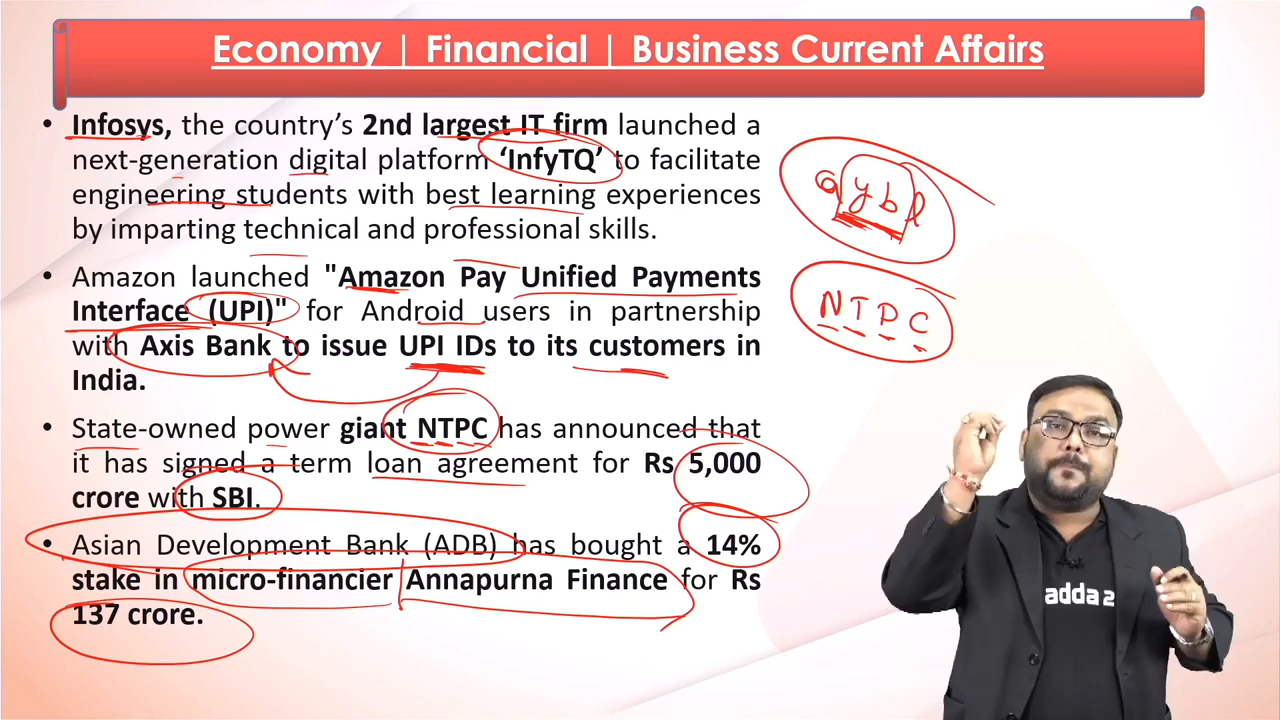 Economy | Financial | Business Current Affairs
• Infosys, the country's 2nd largest IT firm launched a
next-generation digital platform 'InfyTQ' to facilitate
engineering students with best learning experiences
by imparting technical and professional skills.
• Amazon launched "Amazon Pay Unified Payments
Interface (UPI)" for Android users in partnership
with Axis Bank to issue UPI IDs to its customers in
India.
• State-owned power giant NTPC has announced that
it has signed a term loan agreement for Rs 5,000
crore with SBI.
• Asian Development Bank (ADB) has bought a 14%
stake in micro-financier Annapurna Finance for Rs
137 crore.
@ybl
NTPC
adda2